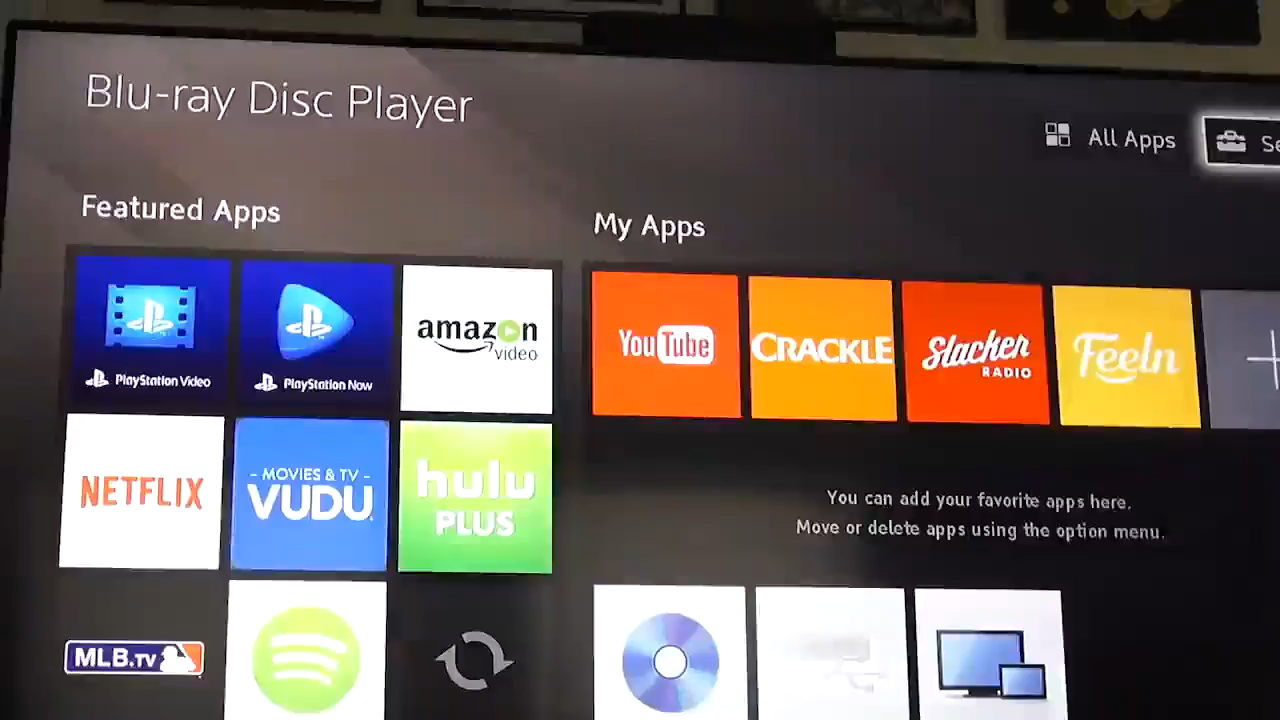 Blu-ray Disc Player
All Apps
Featured Apps
My Apps
PlayStation Video
PlayStation Now
amazon
video
YouTube
CRACKLE
Slacker
RADIO
Feeln
NETFLIX
- MOVIES & TV -
VUDU
hulu
PLUS
You can add your favorite apps here.
Move or delete apps using the option menu.
MLB.TV